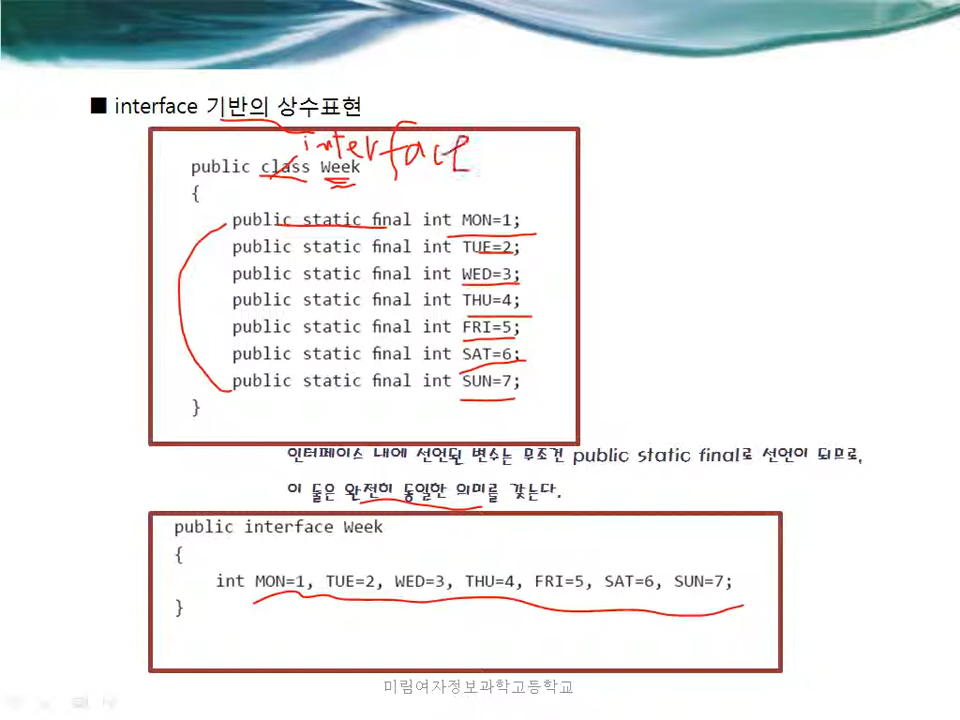 ■ interface 기반의 상수표현
interface
public class Week
{
public static final int MON=1;
public static final int TUE=2;
public static final int WED=3;
public static final int THU=4;
public static final int FRI=5;
public static final int SAT=6;
public static final int SUN=7;
}
인터페이스 내에 선언된 변수는 무조건 public static final로 선언이 되므로,
이 둘은 완전히 동일한 의미를 갖는다.
public interface Week
{
int MON=1, TUE=2, WED=3, THU=4, FRI=5, SAT=6, SUN=7;
}
미림여자정보과학고등학교